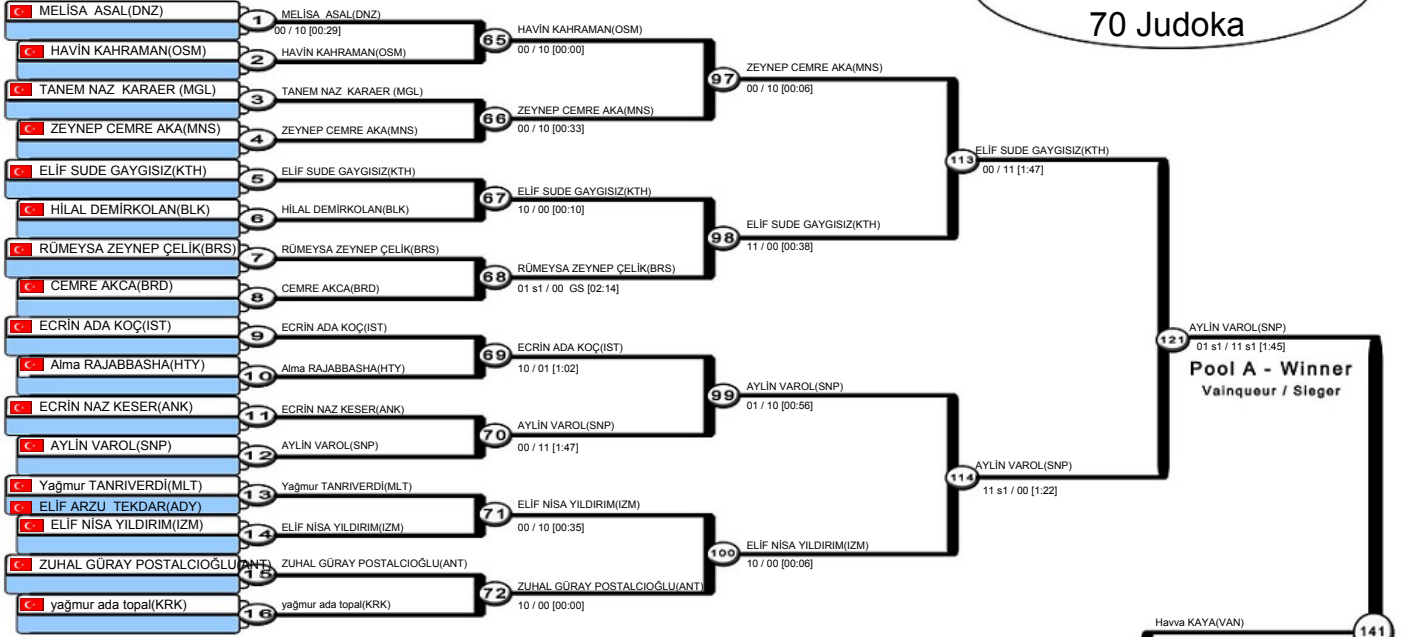 70 Judoka
MELİSA ASAL(DNZ)
HAVİN KAHRAMAN(OSM)
TANEM NAZ KARAER (MGL)
ZEYNEP CEMRE AKA(MNS)
ELİF SUDE GAYGISIZ(KTH)
HİLAL DEMİRKOLAN(BLK)
RÜMEYSA ZEYNEP ÇELİK(BRS)
CEMRE AKCA(BRD)
ECRİN ADA KOÇ(IST)
Alma RAJABBASHA(HTY)
ECRİN NAZ KESER(ANK)
AYLİN VAROL(SNP)
Yağmur TANRIVERDİ(MLT)
ELİF ARZU TEKDAR(ADY)
ELİF NİSA YILDIRIM(IZM)
ZUHAL GÜRAY POSTALCIOĞLU(ANT)
yağmur ada topal(KRK)
1
2
3
4
5
6
7
8
9
10
11
12
13
14
15
16
MELİSA ASAL(DNZ)
00 / 10 [00:29]
HAVİN KAHRAMAN(OSM)
TANEM NAZ KARAER (MGL)
ZEYNEP CEMRE AKA(MNS)
ELİF SUDE GAYGISIZ(KTH)
HİLAL DEMİRKOLAN(BLK)
RÜMEYSA ZEYNEP ÇELİK(BRS)
CEMRE AKCA(BRD)
ECRİN ADA KOÇ(IST)
Alma RAJABBASHA(HTY)
ECRİN NAZ KESER(ANK)
AYLİN VAROL(SNP)
Yağmur TANRIVERDİ(MLT)
ELİF NİSA YILDIRIM(IZM)
ZUHAL GÜRAY POSTALCIOĞLU(ANT)
yağmur ada topal(KRK)
65
HAVİN KAHRAMAN(OSM)
00 / 10 [00:00]
66
ZEYNEP CEMRE AKA(MNS)
00 / 10 [00:33]
67
ELİF SUDE GAYGISIZ(KTH)
10 / 00 [00:10]
68
RÜMEYSA ZEYNEP ÇELİK(BRS)
01 s1 / 00 GS [02:14]
69
ECRİN ADA KOÇ(IST)
10 / 01 [1:02]
70
AYLİN VAROL(SNP)
00 / 11 [1:47]
71
ELİF NİSA YILDIRIM(IZM)
00 / 10 [00:35]
72
ZUHAL GÜRAY POSTALCIOĞLU(ANT)
10 / 00 [00:00]
97
ZEYNEP CEMRE AKA(MNS)
00 / 10 [00:06]
98
ELİF SUDE GAYGISIZ(KTH)
11 / 00 [00:38]
99
AYLİN VAROL(SNP)
01 / 10 [00:56]
100
ELİF NİSA YILDIRIM(IZM)
10 / 00 [00:06]
113
ELİF SUDE GAYGISIZ(KTH)
00 / 11 [1:47]
114
AYLİN VAROL(SNP)
11 s1 / 00 [1:22]
121
AYLİN VAROL(SNP)
01 s1 / 11 s1 [1:45]
Pool A - Winner
Vainqueur / Sieger
Havva KAYA(VAN)
141